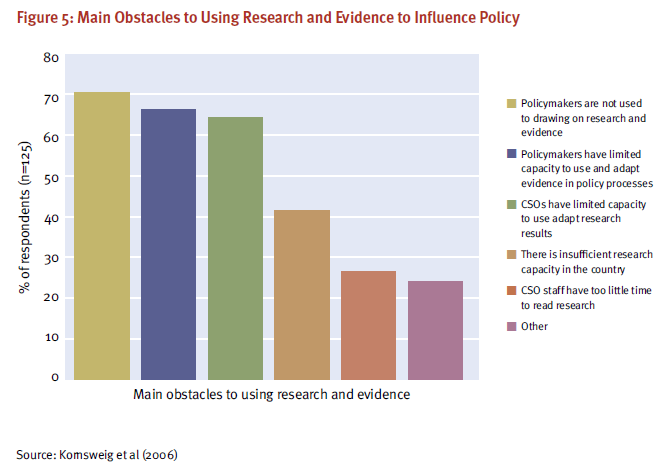 Figure 5: Main Obstacles to Using Research and Evidence to Influence Policy
80
70
60
50
40
30
20
10
0
% of respondents (n=125)
Main obstacles to using research and evidence
Policymakers are not used
to drawing on research and
evidence
Policymakers have limited
capacity to use and adapt
evidence in policy processes
CSOs have limited capacity
to use adapt research
results
There is insufficient research
capacity in the country
CSO staff have too little time
to read research
Other
Source: Kornsweig et al (2006)